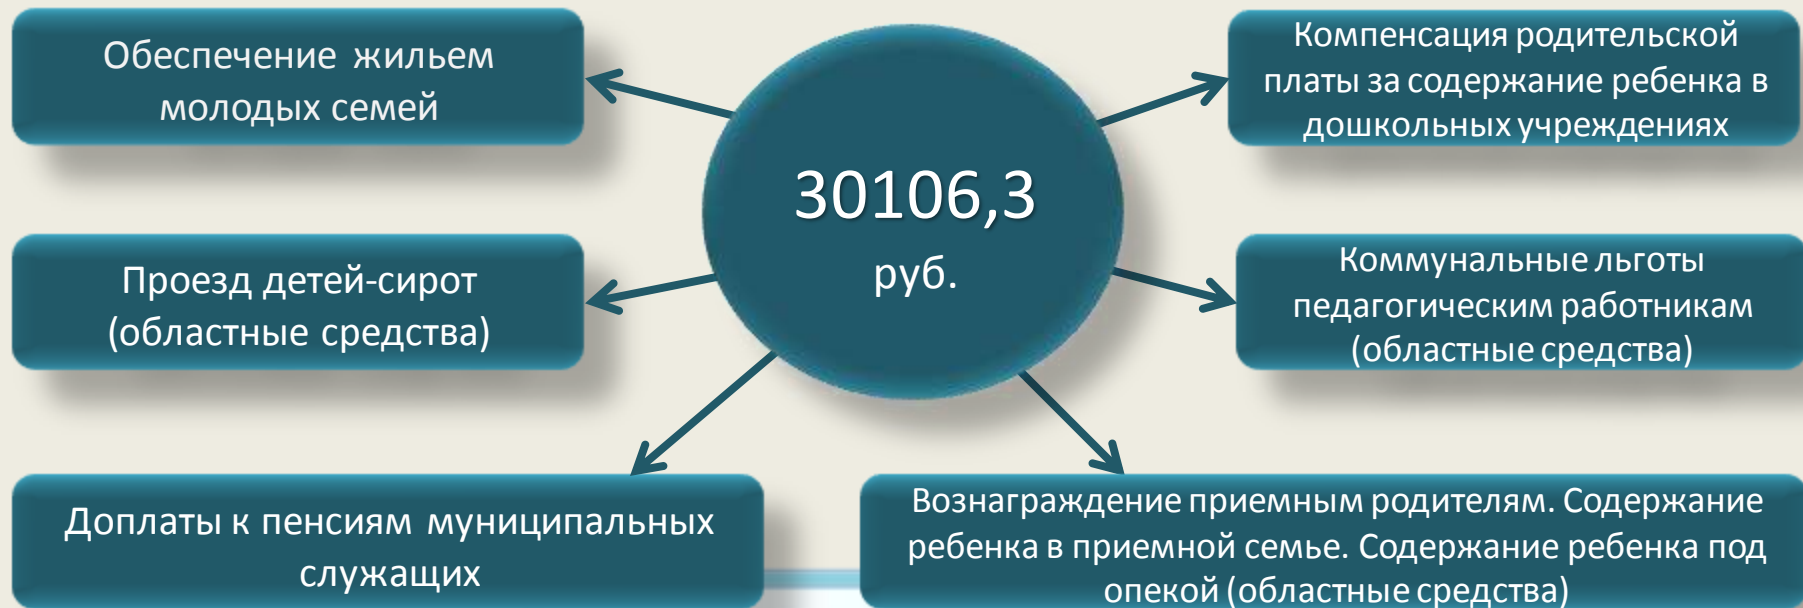 Обеспечение жильем
молодых семей
Компенсация родительской
платы за содержание ребенка в
дошкольных учреждениях
30106,3
руб.
Проезд детей-сирот
(областные средства)
Коммунальные льготы
педагогическим работникам
(областные средства)
Доплаты к пенсиям муниципальных
служащих
Вознаграждение приемным родителям. Содержание
ребенка в приемной семье. Содержание ребенка под
опекой (областные средства)